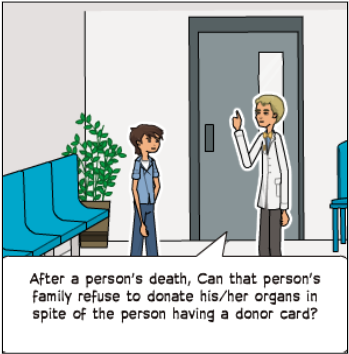 After a person's death, Can that person's
family refuse to donate his/her organs in
spite of the person having a donor card?